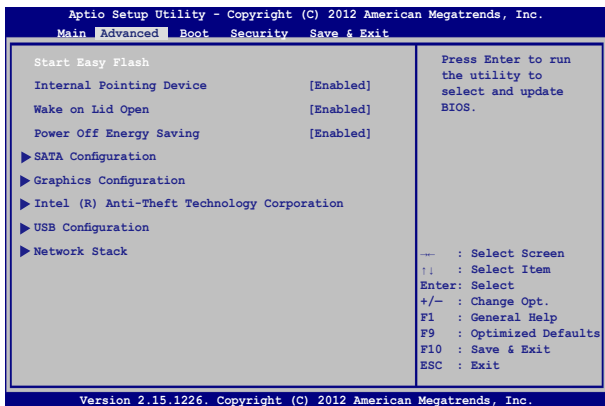 Aptio Setup Utility - Copyright (C) 2012 American Megatrends, Inc.
Main Advanced Boot Security Save & Exit
Start Easy Flash
Internal Pointing Device [Enabled]
Wake on Lid Open [Enabled]
Power Off Energy Saving [Enabled]
▶ SATA Configuration
▶ Graphics Configuration
▶ Intel (R) Anti-Theft Technology Corporation
▶ USB Configuration
▶ Network Stack
Press Enter to run
the utility to
select and update
BIOS.
→← : Select Screen
↑↓ : Select Item
Enter: Select
+/— : Change Opt.
F1 : General Help
F9 : Optimized Defaults
F10 : Save & Exit
ESC : Exit
Version 2.15.1226. Copyright (C) 2012 American Megatrends, Inc.